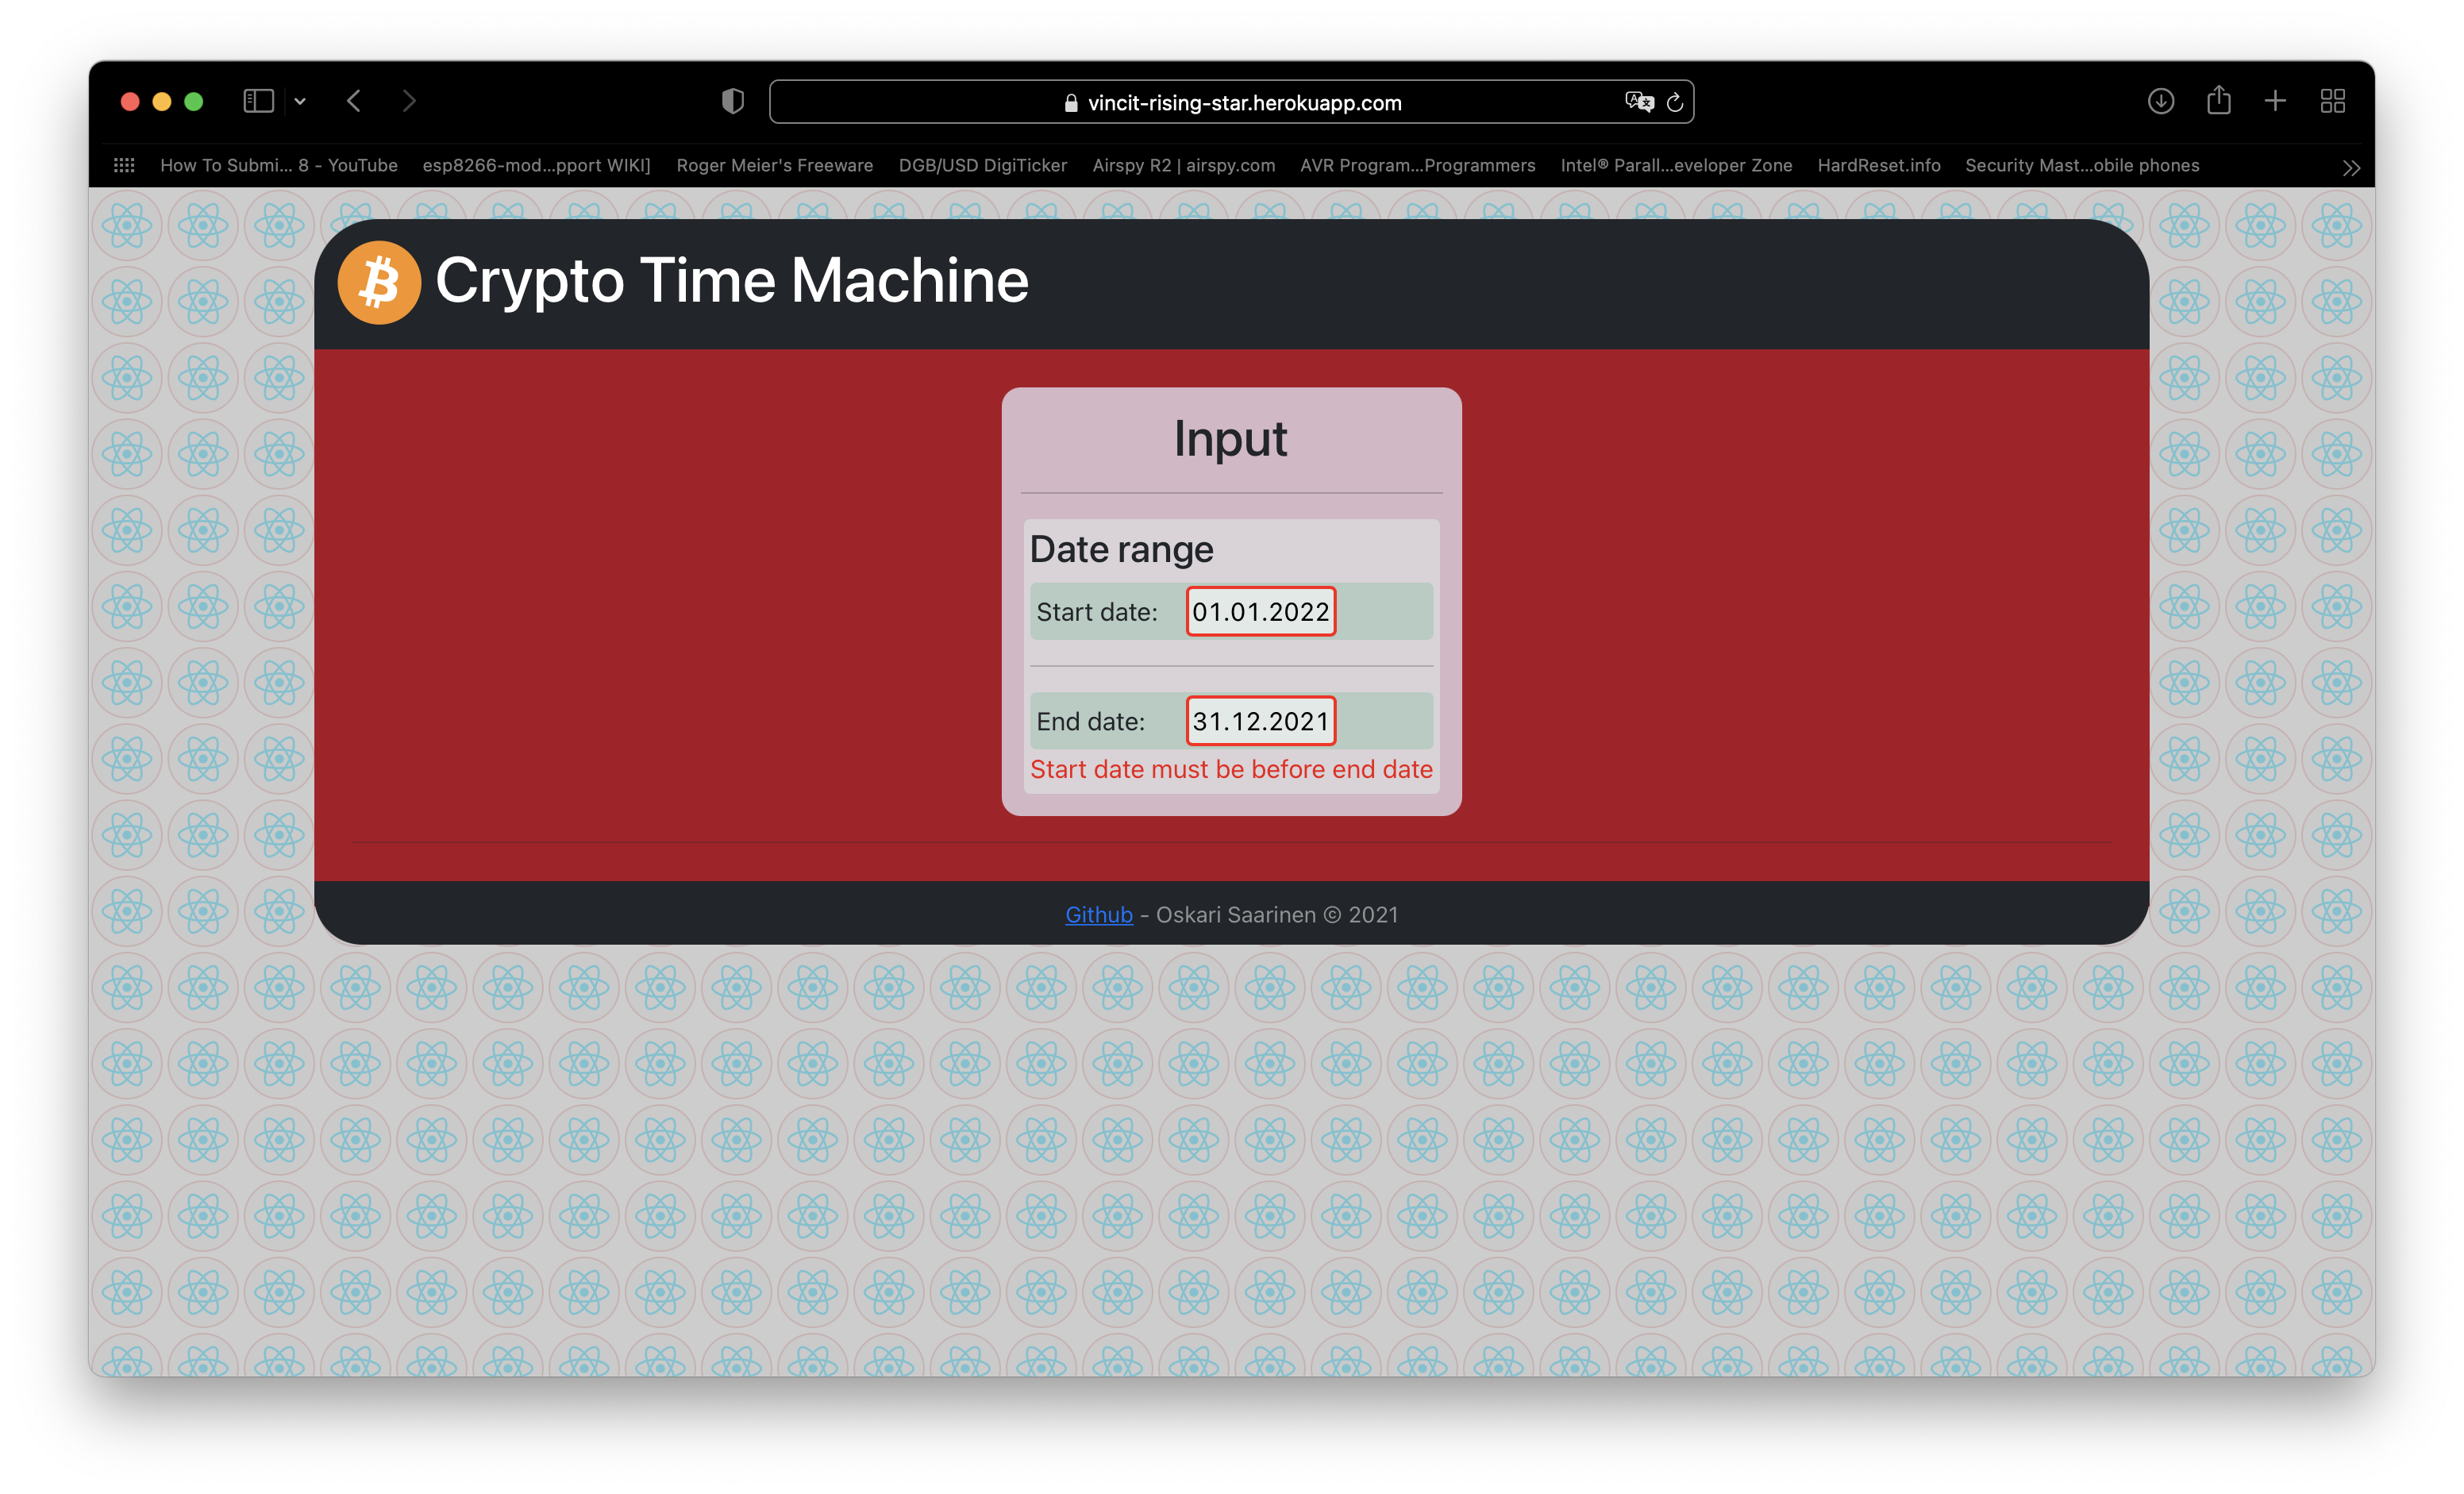 vincit-rising-star.herokuapp.com
How To Submi... 8 - YouTube esp8266-mod...pport WIKI] Roger Meier's Freeware DGB/USD DigiTicker Airspy R2 | airspy.com AVR Program...Programmers Intel® Parall...eveloper Zone HardReset.info Security Mast...obile phones
Crypto Time Machine
Input
Date range
Start date: 01.01.2022
End date: 31.12.2021
Start date must be before end date
Github - Oskari Saarinen © 2021